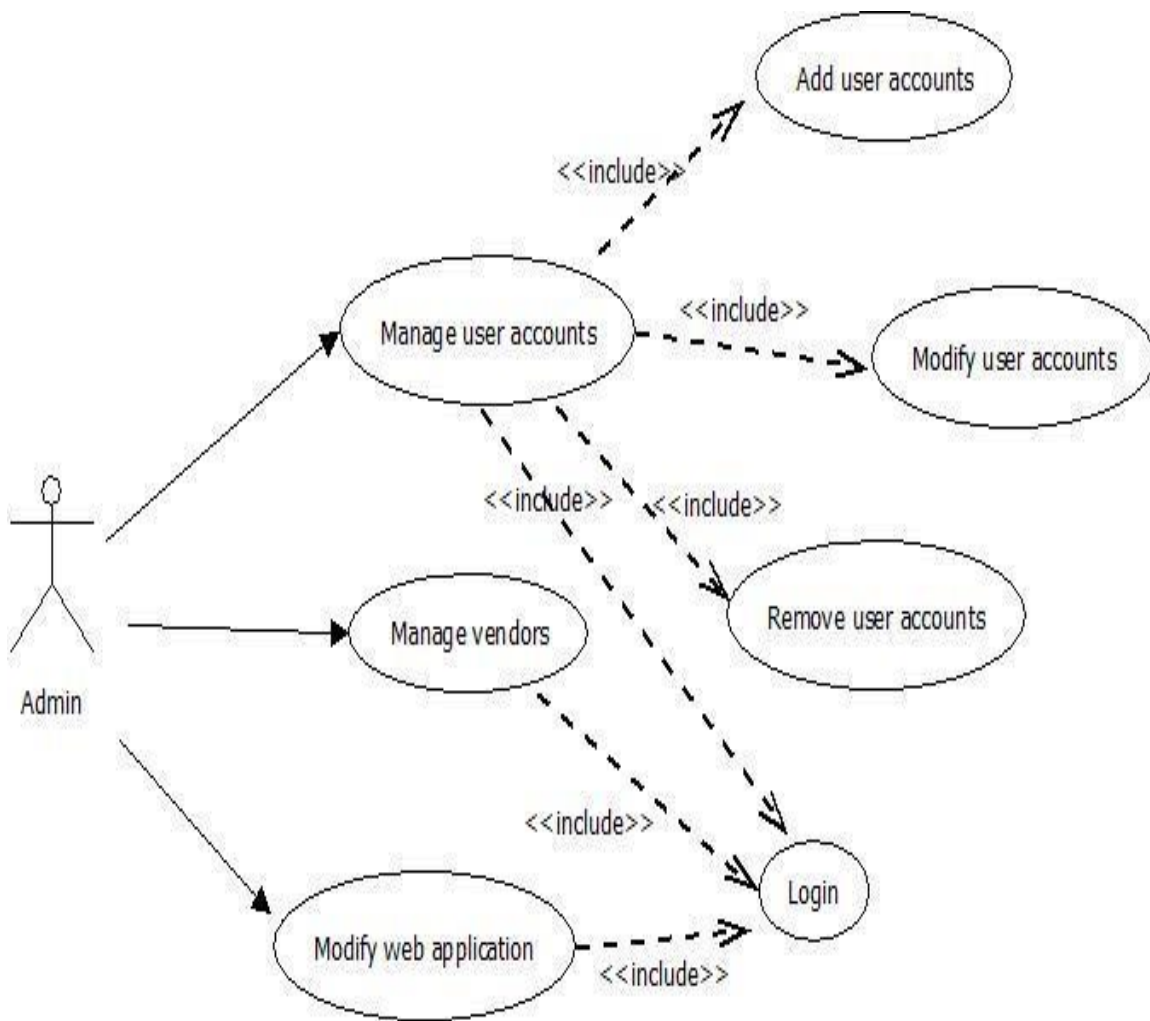 Add user accounts
<<include>>
Manage user accounts
<<include>>
Modify user accounts
<<include>>
<<include>>
Remove user accounts
Manage vendors
Admin
<<include>>
Login
Modify web application
<<include>>